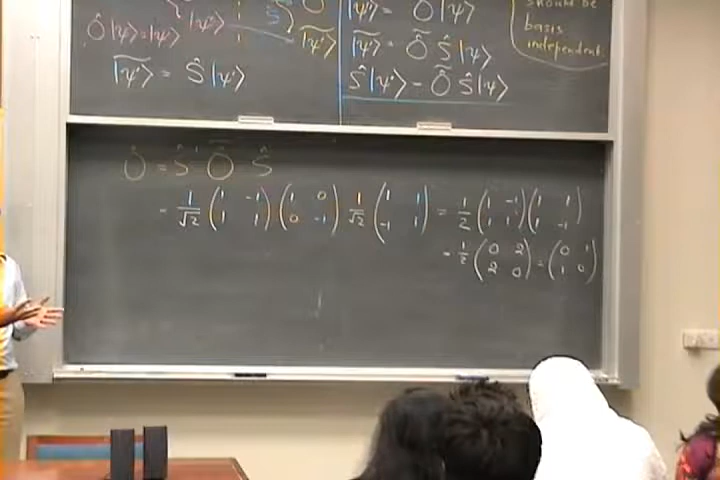 Ô|ψ⟩=|ψ'⟩ |ψ'⟩ Ŝ |ψ'⟩ = Ô|ψ⟩ should be
|ψ'⟩~ |ψ'⟩~ = Õ Ŝ|ψ⟩ basis
|ψ'⟩~ = Ŝ|ψ'⟩ Ŝ|ψ'⟩ = Õ Ŝ|ψ⟩ independent
Ô = Ŝ⁻¹ Õ Ŝ
= 1/√2 (1 -1; 1 1) (1 0; 0 -1) 1/√2 (1 1; -1 1) = 1/2 (1 -1; 1 1) (1 1; 1 -1)
= 1/2 (0 2; 2 0) = (0 1; 1 0)